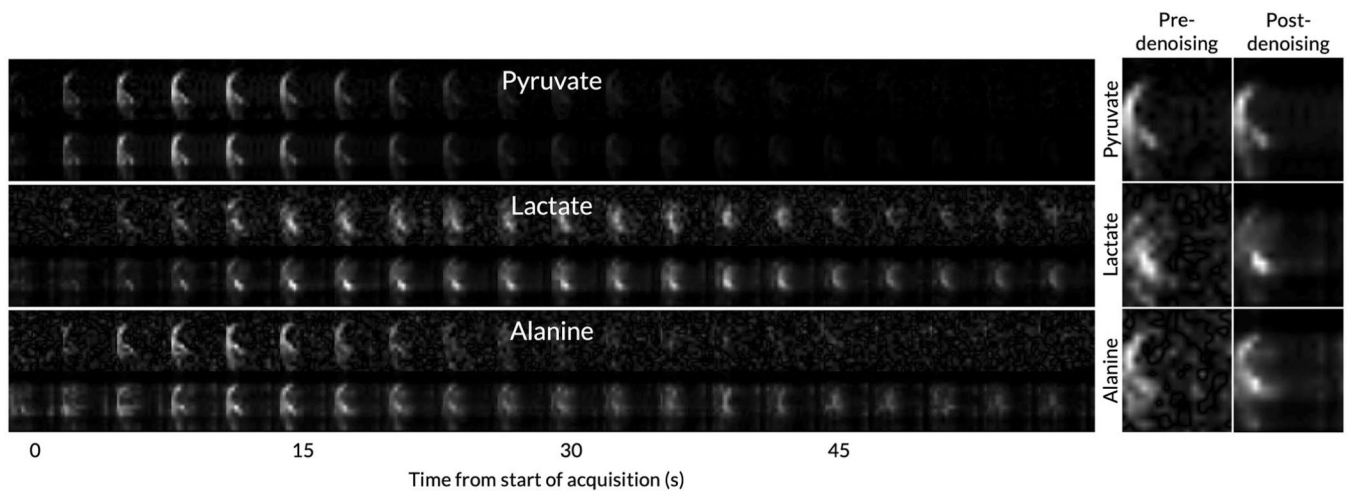 Pre-
denoising
Post-
denoising
Pyruvate
Lactate
Alanine
Pyruvate
Lactate
Alanine
0
15
30
45
Time from start of acquisition (s)